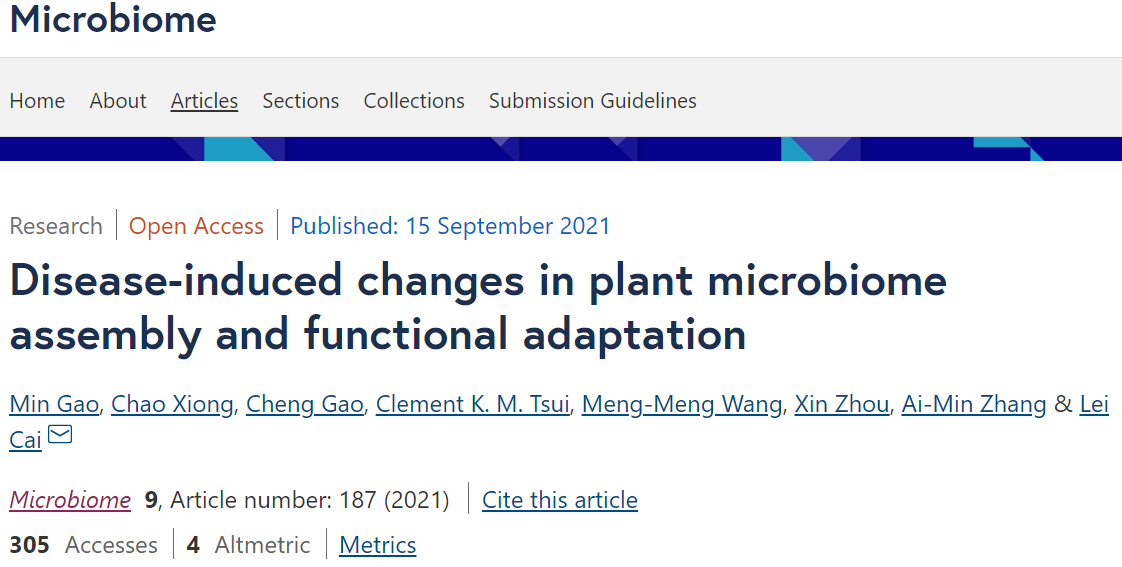 Microbiome
Home About Articles Sections Collections Submission Guidelines
Research Open Access Published: 15 September 2021
Disease-induced changes in plant microbiome
assembly and functional adaptation
Min Gao, Chao Xiong, Cheng Gao, Clement K. M. Tsui, Meng-Meng Wang, Xin Zhou, Ai-Min Zhang & Lei
Cai
Microbiome 9, Article number: 187 (2021) Cite this article
305 Accesses 4 Altmetric Metrics